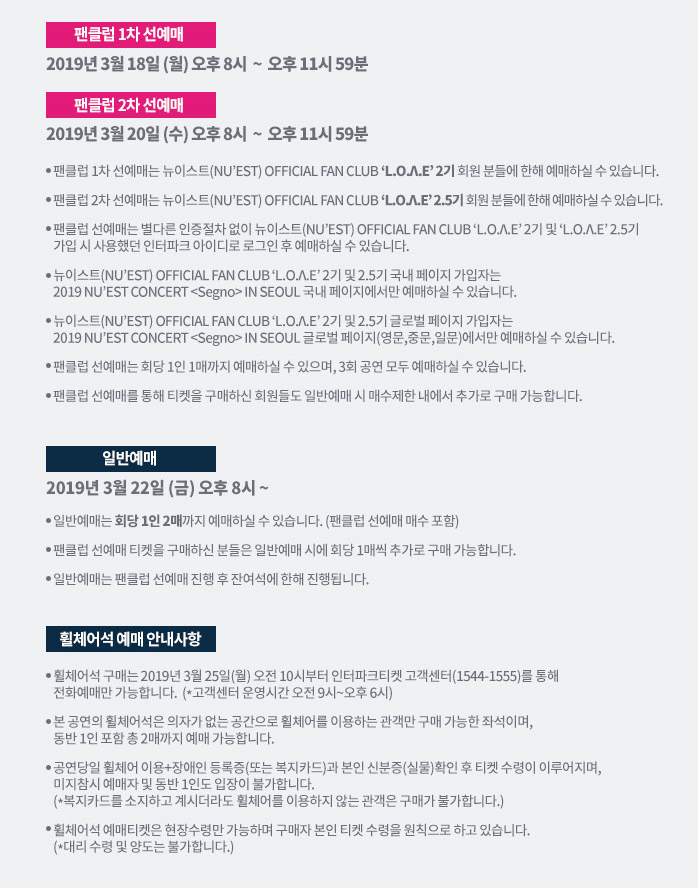 팬클럽 1차 선예매
2019년 3월 18일 (월) 오후 8시 ~ 오후 11시 59분
팬클럽 2차 선예매
2019년 3월 20일 (수) 오후 8시 ~ 오후 11시 59분
• 팬클럽 1차 선예매는 뉴이스트(NU'EST) OFFICIAL FAN CLUB ‘L.O.Λ.E’ 2기 회원 분들에 한해 예매하실 수 있습니다.
• 팬클럽 2차 선예매는 뉴이스트(NU'EST) OFFICIAL FAN CLUB ‘L.O.Λ.E’ 2.5기 회원 분들에 한해 예매하실 수 있습니다.
• 팬클럽 선예매는 별다른 인증절차 없이 뉴이스트(NU'EST) OFFICIAL FAN CLUB ‘L.O.Λ.E’ 2기 및 ‘L.O.Λ.E’ 2.5기
가입 시 사용했던 인터파크 아이디로 로그인 후 예매하실 수 있습니다.
• 뉴이스트(NU'EST) OFFICIAL FAN CLUB ‘L.O.Λ.E’ 2기 및 2.5기 국내 페이지 가입자는
2019 NU'EST CONCERT <Segno> IN SEOUL 국내 페이지에서만 예매하실 수 있습니다.
• 뉴이스트(NU'EST) OFFICIAL FAN CLUB ‘L.O.Λ.E’ 2기 및 2.5기 글로벌 페이지 가입자는
2019 NU'EST CONCERT <Segno> IN SEOUL 글로벌 페이지(영문,중문,일문)에서만 예매하실 수 있습니다.
• 팬클럽 선예매는 회당 1인 1매까지 예매하실 수 있으며, 3회 공연 모두 예매하실 수 있습니다.
• 팬클럽 선예매를 통해 티켓을 구매하신 회원들도 일반예매 시 매수제한 내에서 추가로 구매 가능합니다.
일반예매
2019년 3월 22일 (금) 오후 8시 ~
• 일반예매는 회당 1인 2매까지 예매하실 수 있습니다. (팬클럽 선예매 매수 포함)
• 팬클럽 선예매 티켓을 구매하신 분들은 일반예매 시에 회당 1매씩 추가로 구매 가능합니다.
• 일반예매는 팬클럽 선예매 진행 후 잔여석에 한해 진행됩니다.
휠체어석 예매 안내사항
• 휠체어석 구매는 2019년 3월 25일(월) 오전 10시부터 인터파크티켓 고객센터(1544-1555)를 통해
전화예매만 가능합니다. (*고객센터 운영시간 오전 9시~오후 6시)
• 본 공연의 휠체어석은 의자가 없는 공간으로 휠체어를 이용하는 관객만 구매 가능한 좌석이며,
동반 1인 포함 총 2매까지 예매 가능합니다.
• 공연당일 휠체어 이용+장애인 등록증(또는 복지카드)과 본인 신분증(실물)확인 후 티켓 수령이 이루어지며,
미지참시 예매자 및 동반 1인도 입장이 불가합니다.
(*복지카드를 소지하고 계시더라도 휠체어를 이용하지 않는 관객은 구매가 불가합니다.)
• 휠체어석 예매티켓은 현장수령만 가능하며 구매자 본인 티켓 수령을 원칙으로 하고 있습니다.
(*대리 수령 및 양도는 불가합니다.)